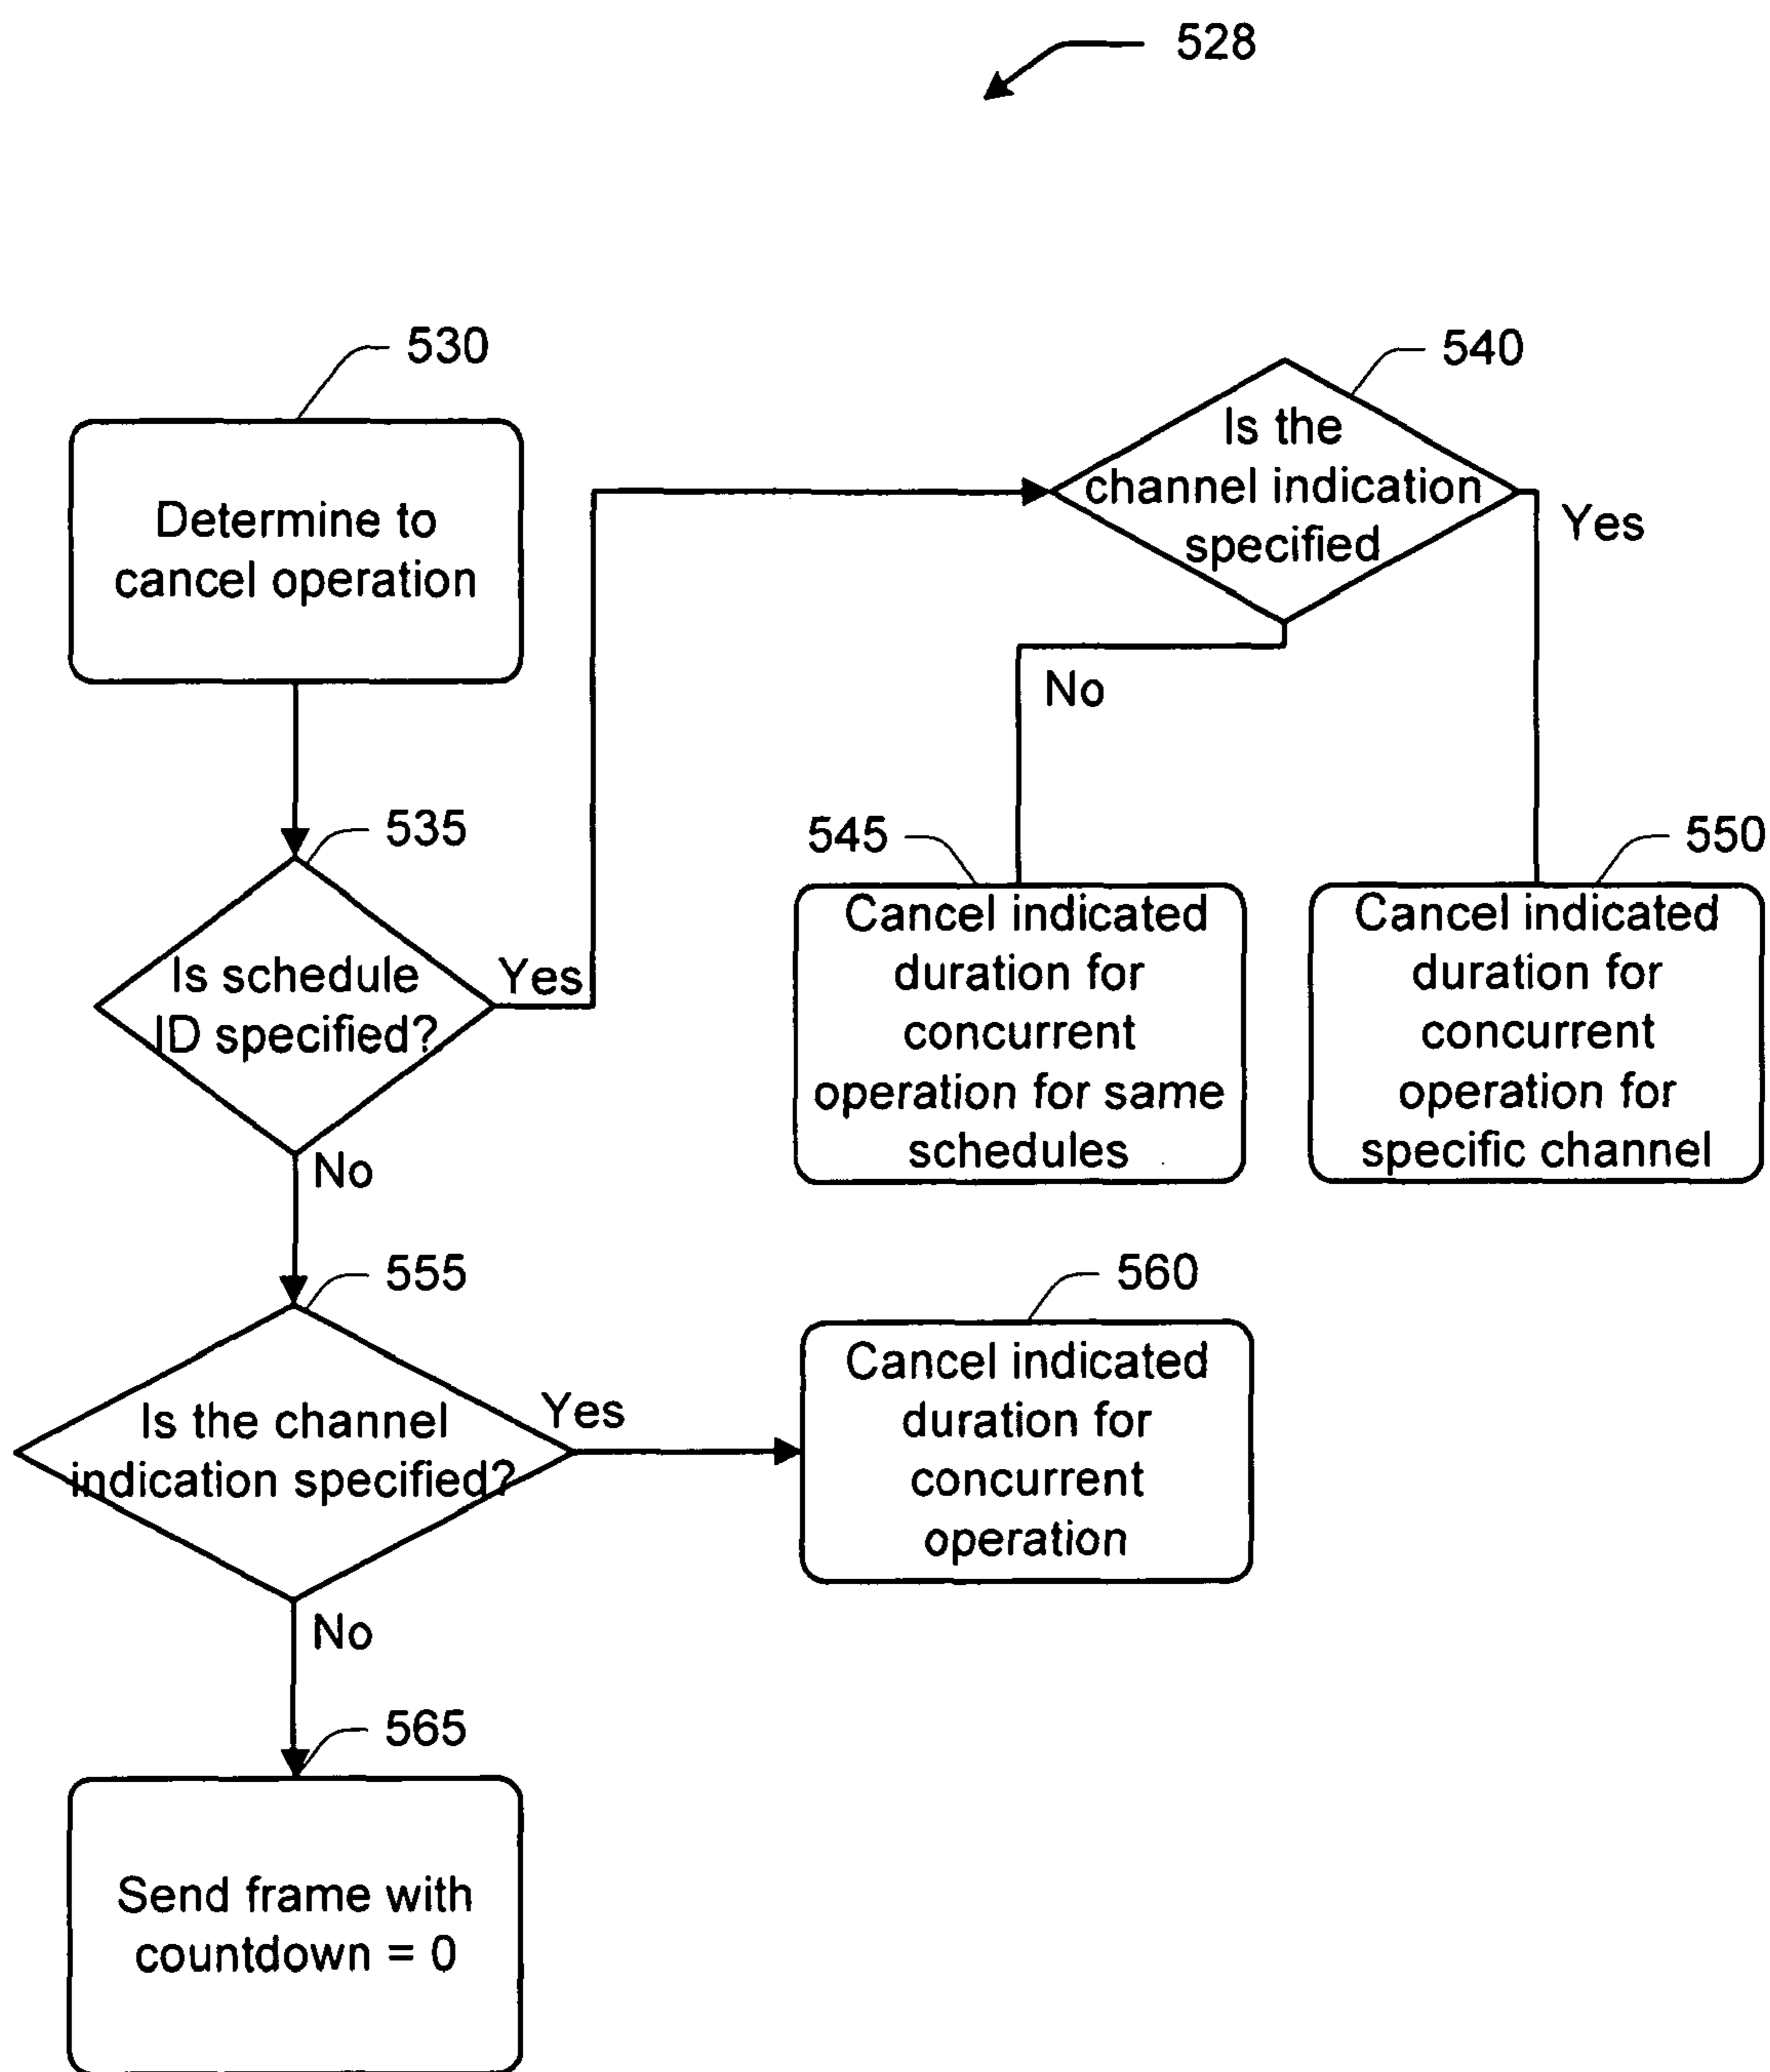 528
530
Determine to
cancel operation
540
Is the
channel indication
specified
Yes
No
535
Is schedule
ID specified?
Yes
No
545
Cancel indicated
duration for
concurrent
operation for same
schedules
550
Cancel indicated
duration for
concurrent
operation for
specific channel
555
Is the channel
indication specified?
Yes
No
560
Cancel indicated
duration for
concurrent
operation
565
Send frame with
countdown = 0